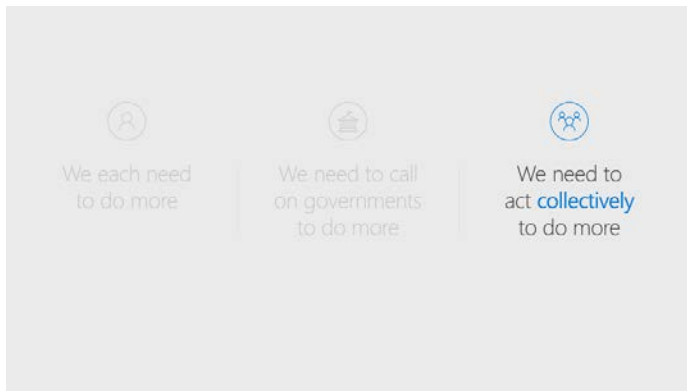 We each need
to do more
We need to call
on governments
to do more
We need to
act collectively
to do more